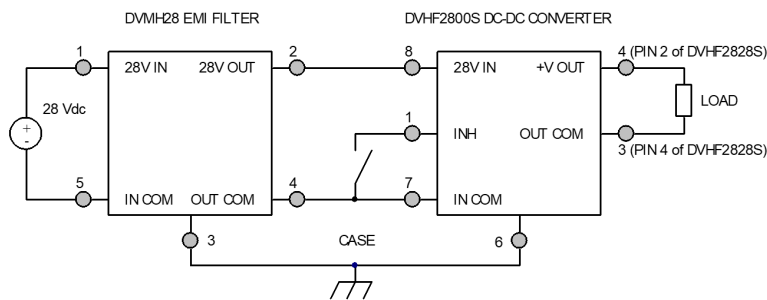 DVMH28 EMI FILTER
DVHF2800S DC-DC CONVERTER
1
28V IN
28V OUT
2
8
28V IN
+V OUT
4 (PIN 2 of DVHF2828S)
28 Vdc
+
-
1
INH
OUT COM
LOAD
3 (PIN 4 of DVHF2828S)
5
IN COM
OUT COM
4
7
IN COM
3
CASE
6